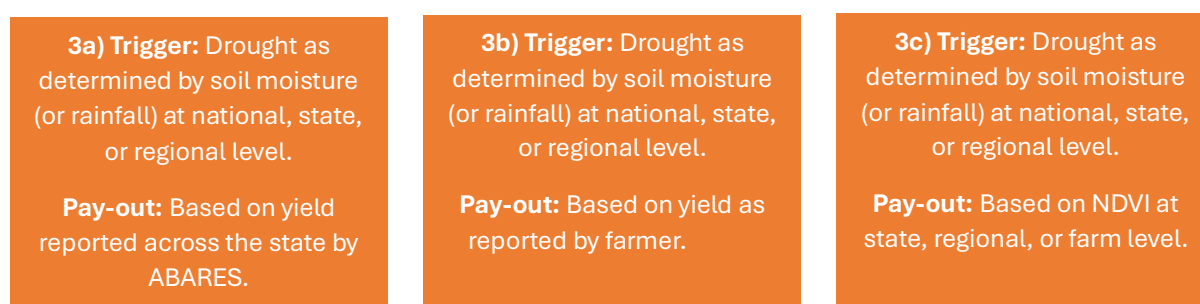 3a) Trigger: Drought as
determined by soil moisture
(or rainfall) at national, state,
or regional level.
Pay-out: Based on yield
reported across the state by
ABARES.
3b) Trigger: Drought as
determined by soil moisture
(or rainfall) at national, state,
or regional level.
Pay-out: Based on yield as
reported by farmer.
3c) Trigger: Drought as
determined by soil moisture
(or rainfall) at national, state,
or regional level.
Pay-out: Based on NDVI at
state, regional, or farm level.